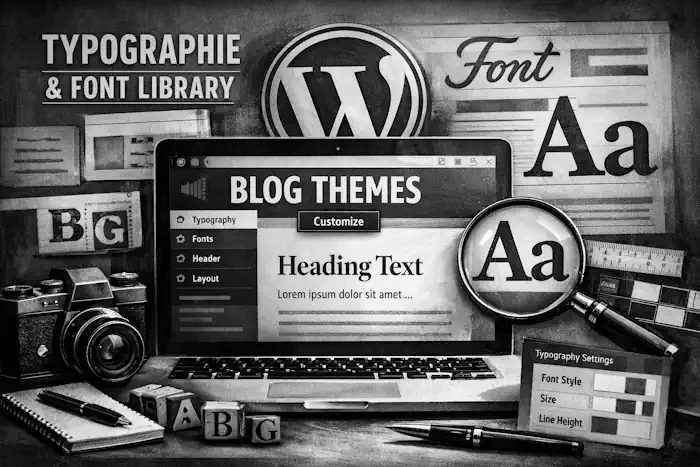 TYPOGRAPHIE
& FONT LIBRARY
W
Font
Aa
B G
BLOG THEMES
Customize
Typography
Fonts
Header
Layout
Heading Text
Lorem ipsum dolor sit amet....
Aa
Typography Settings
Font Style
Size
Line Height
A
B G